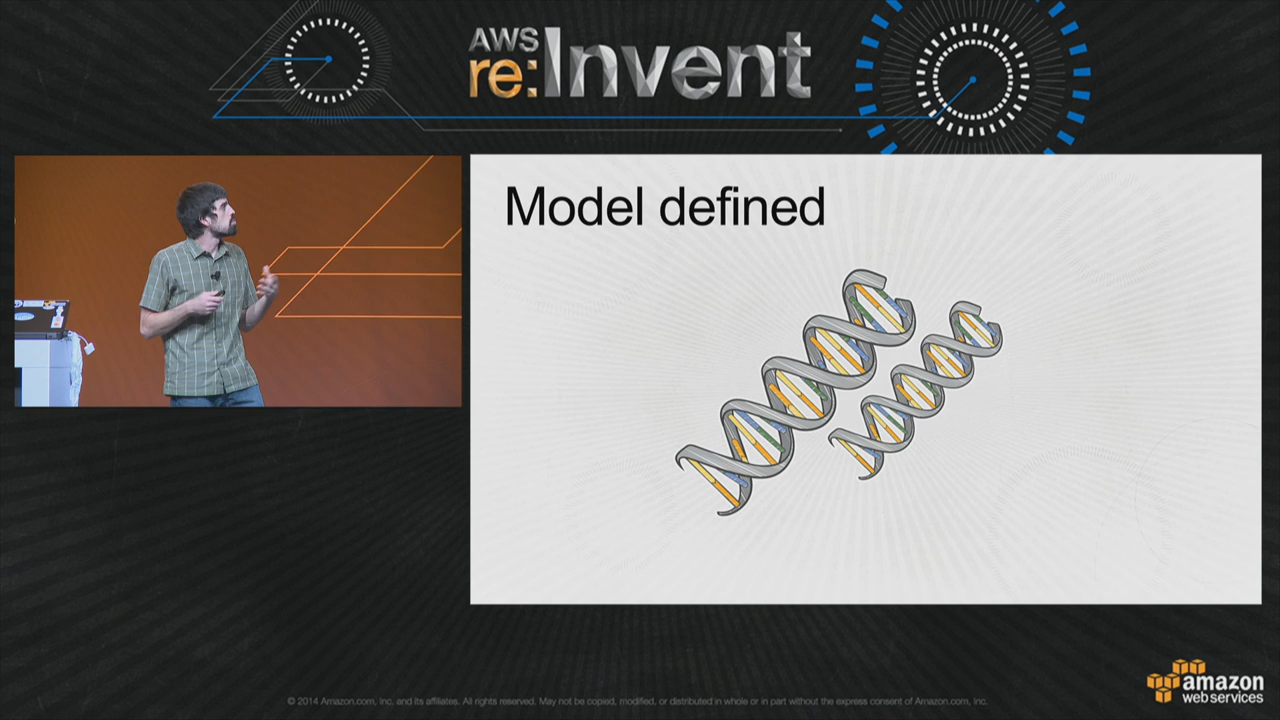 AWS
re:Invent
Model defined
© 2014 Amazon.com, Inc, and its affiliates. All rights reserved. May not be copied, modified, or distributed in whole or in part without the express consent of Amazon.com, inc.
amazon
web services